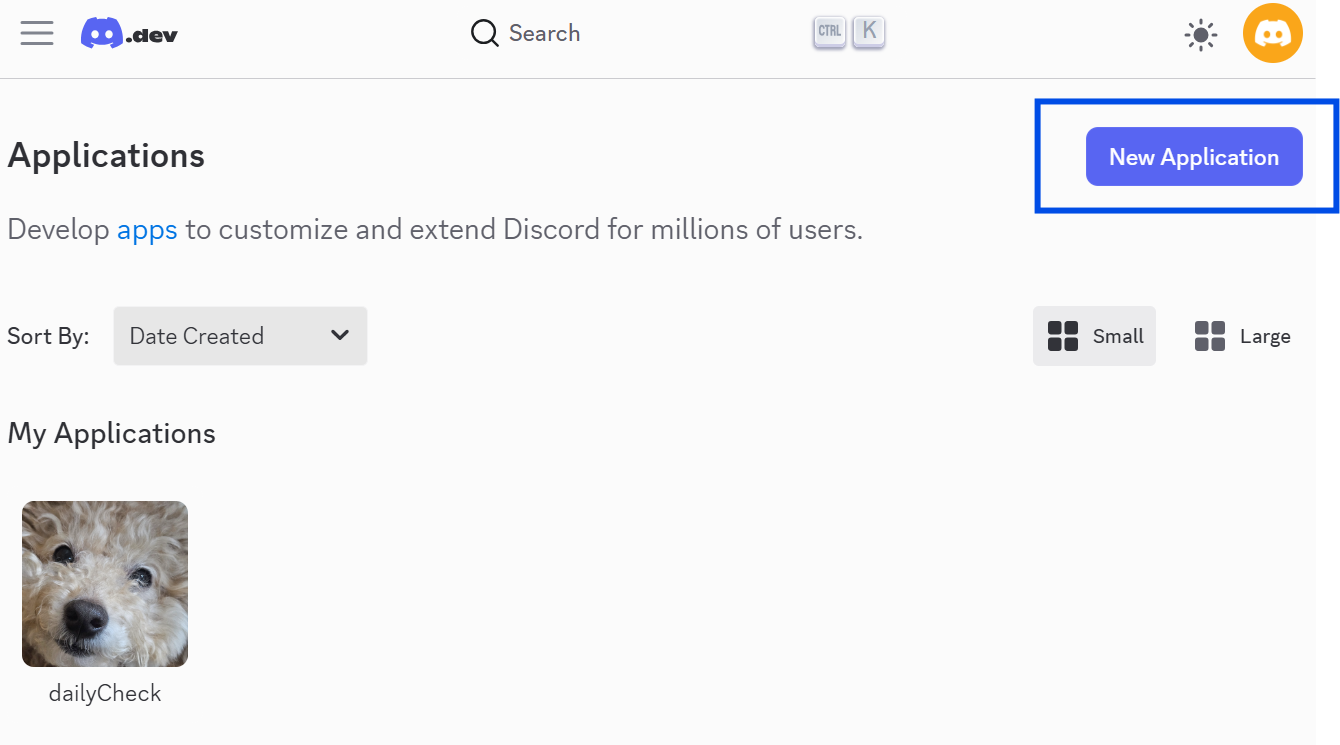 .dev
Search
CTRL K
Applications
New Application
Develop apps to customize and extend Discord for millions of users.
Sort By:
Date Created
Small
Large
My Applications
dailyCheck